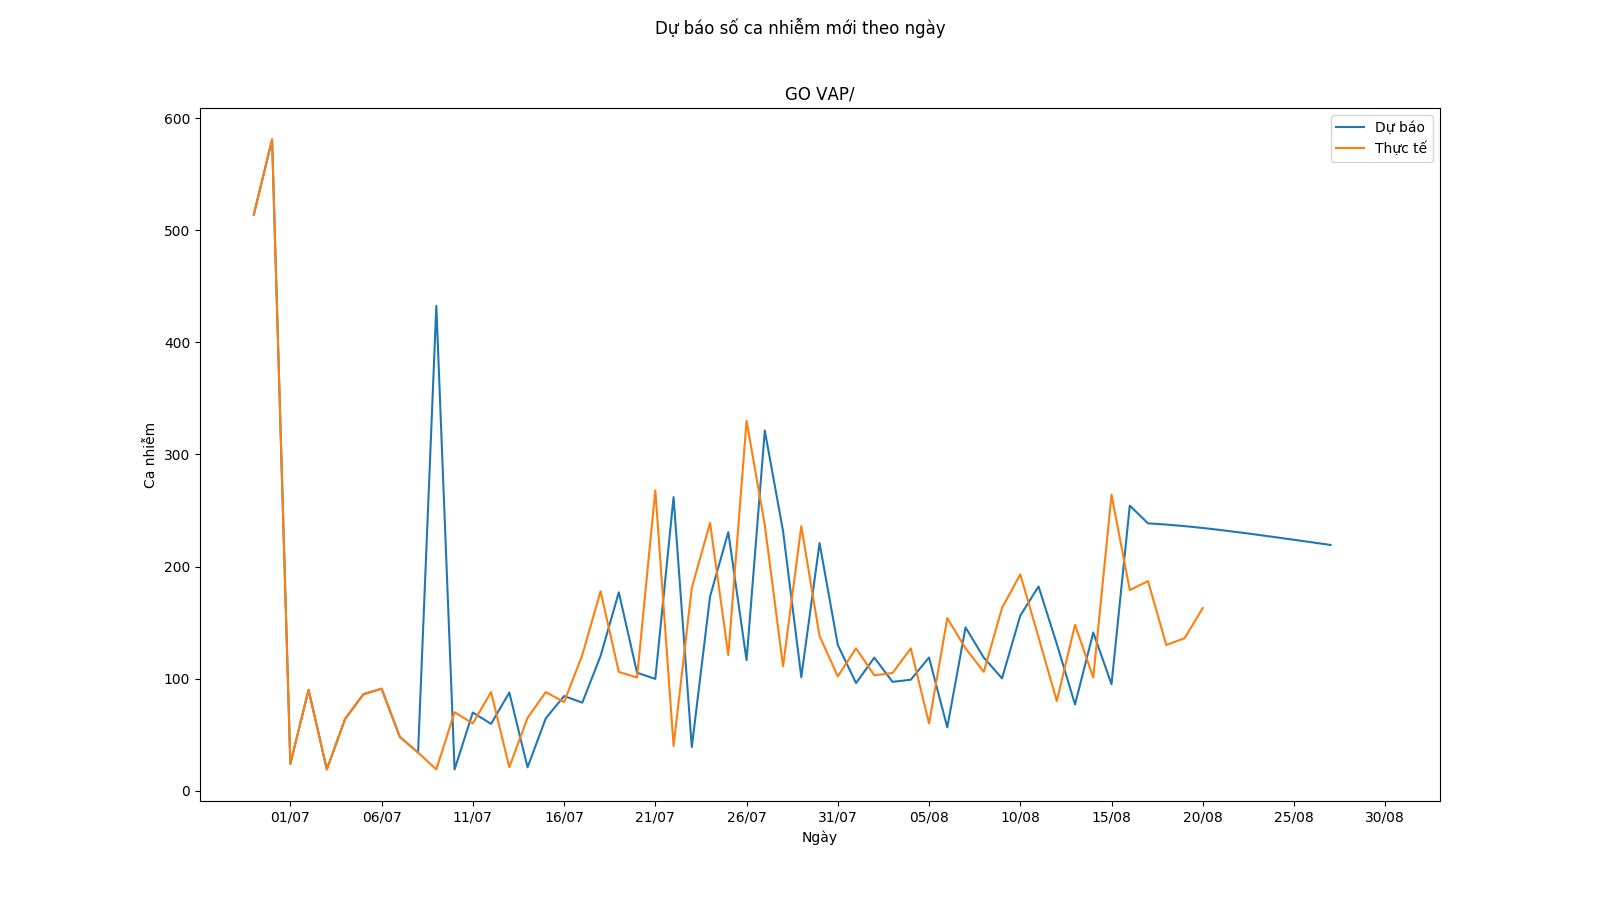 Dự báo số ca nhiễm mới theo ngày
GO VAP/
Dự báo
Thực tế
Ca nhiễm
600
500
400
300
200
100
0
01/07 06/07 11/07 16/07 21/07 26/07 31/07 05/08 10/08 15/08 20/08 25/08 30/08
Ngày